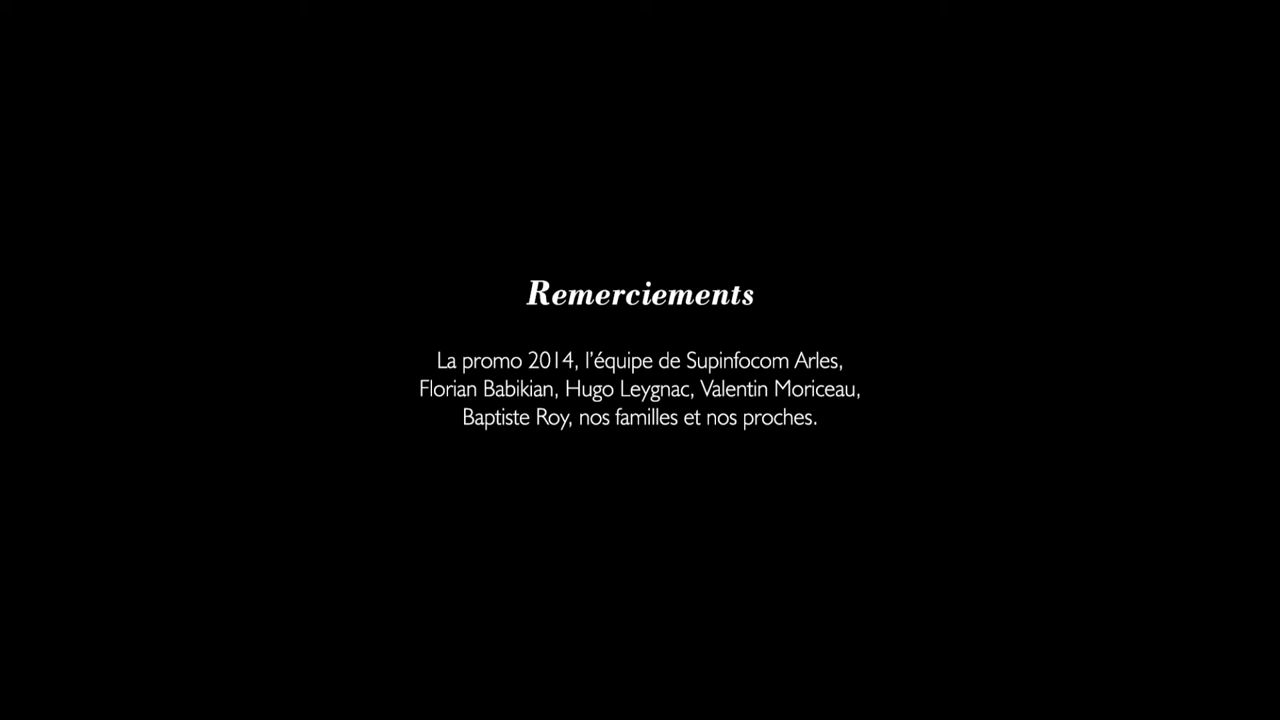 Remerciements
La promo 2014, l'équipe de Supinfocom Arles,
Florian Babikian, Hugo Leygnac, Valentin Moriceau,
Baptiste Roy, nos familles et nos proches.